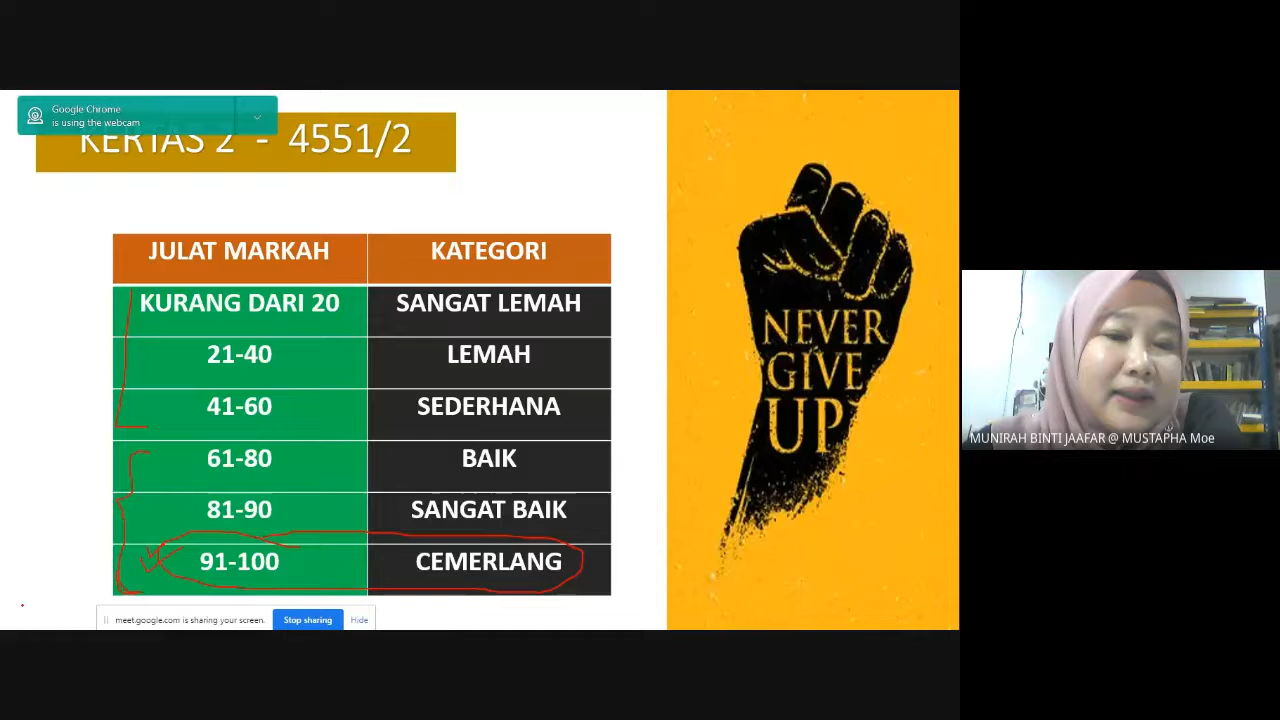 Google Chrome
is using the webcam
KERTAS 2 - 4551/2
JULAT MARKAH KATEGORI
KURANG DARI 20 SANGAT LEMAH
21-40 LEMAH
41-60 SEDERHANA
61-80 BAIK
81-90 SANGAT BAIK
91-100 CEMERLANG
NEVER
GIVE
UP
MUNIRAH BINTI JAAFAR @ MUSTAPHA Moe
meet.google.com is sharing your screen. Stop sharing Hide